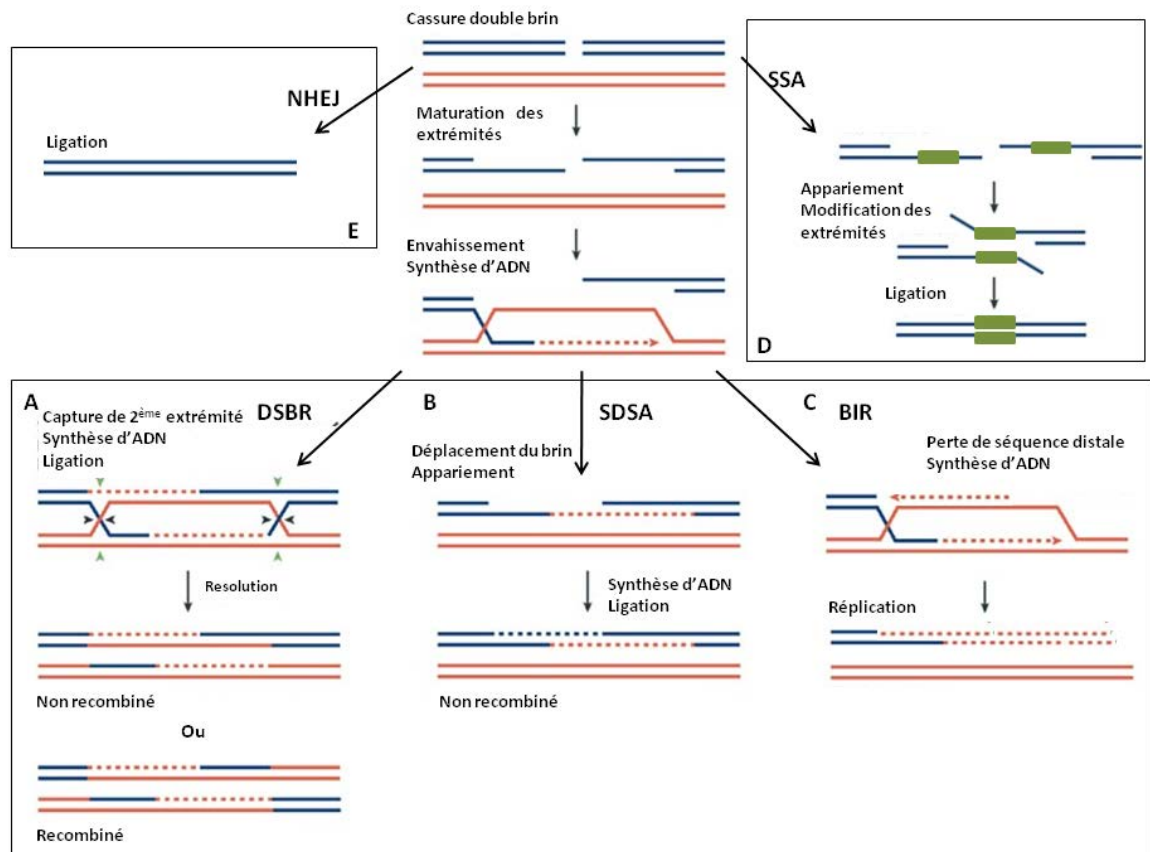 Cassure double brin
NHEJ
Ligation
E
Maturation des
extrémités
Envahissement
Synthèse d'ADN
SSA
Appariement
Modification des
extrémités
Ligation
D
A
DSBR
Capture de 2ème extrémité
Synthèse d'ADN
Ligation
Resolution
Non recombiné
Ou
Recombiné
B
SDSA
Déplacement du brin
Appariement
Synthèse d'ADN
Ligation
Non recombiné
C
BIR
Perte de séquence distale
Synthèse d'ADN
Réplication